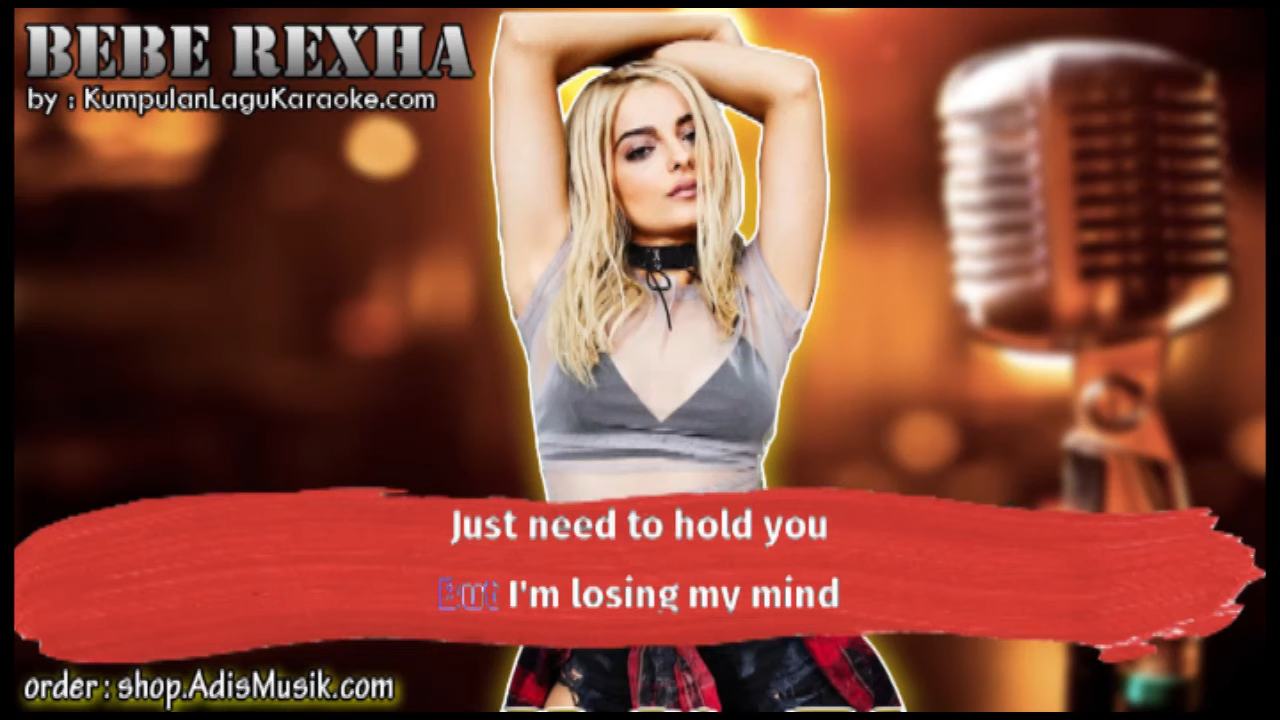 BEBE REXHA
by : KumpulanLaguKaraoke.com
Just need to hold you
But I'm losing my mind
order : shop.AdisMusik.com